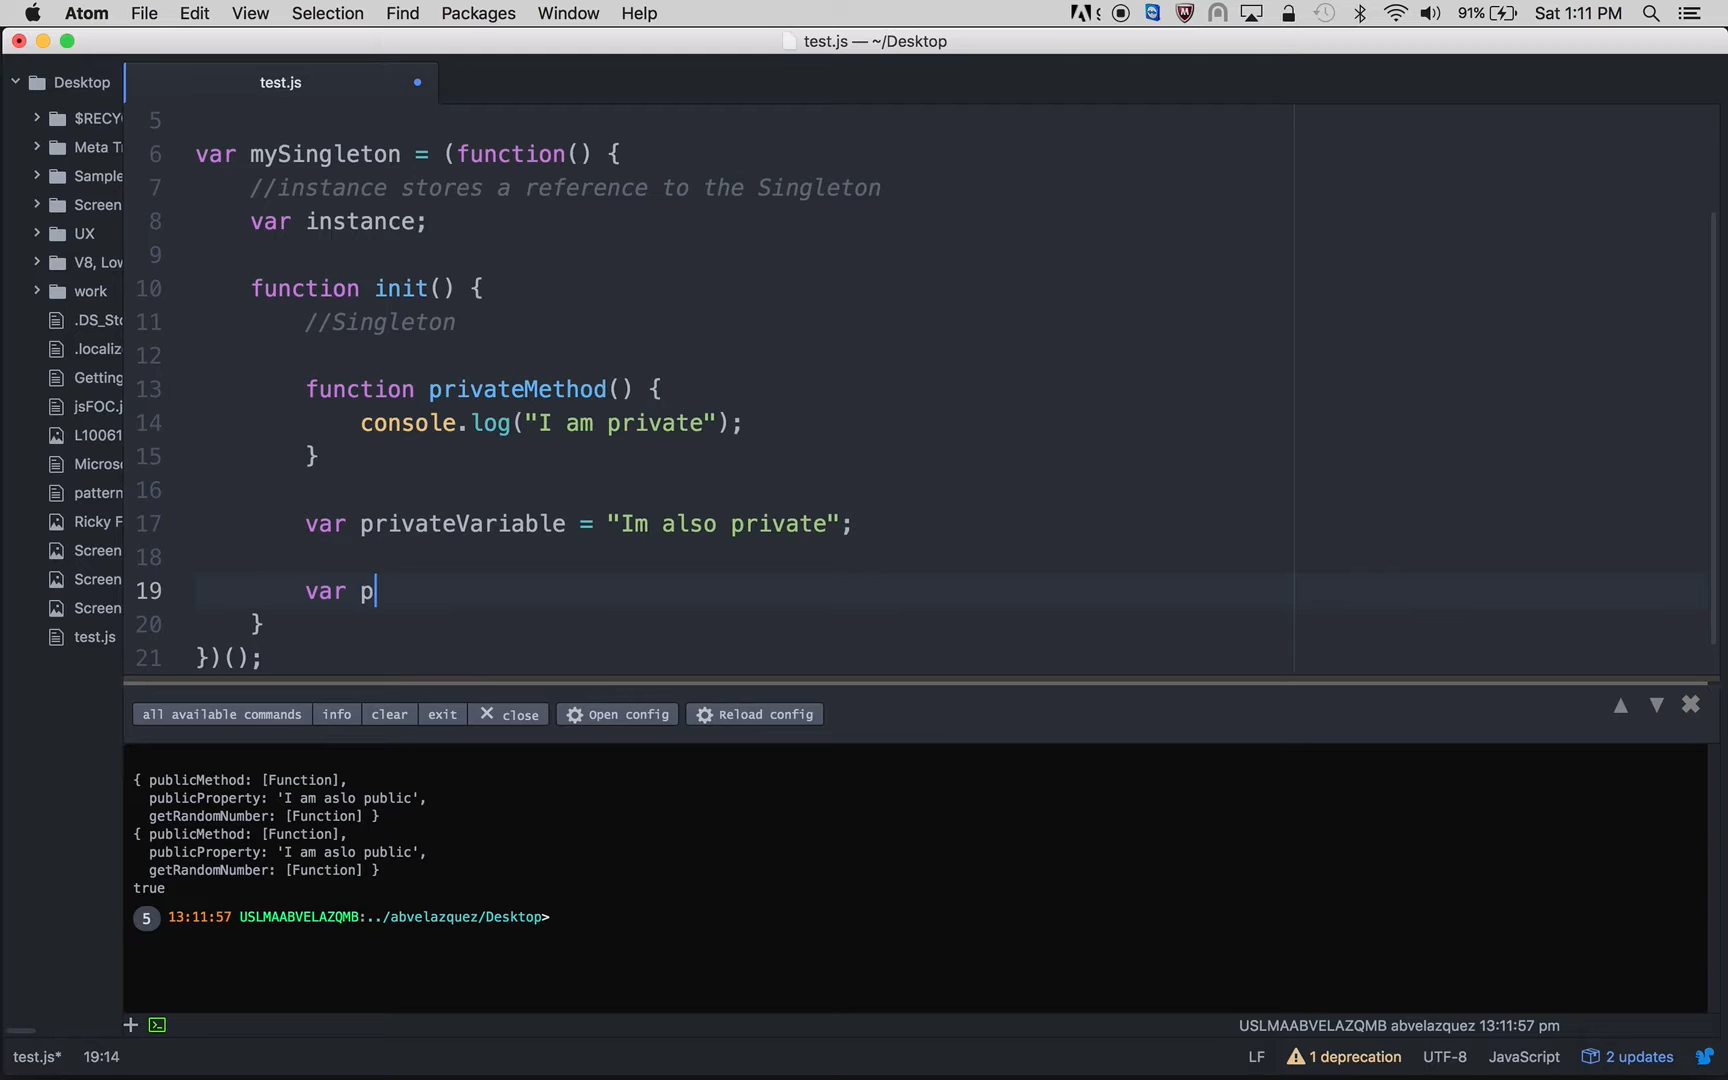 Atom File Edit View Selection Find Packages Window Help 91% Sat 1:11 PM
test.js — ~/Desktop
Desktop
test.js
$RECY
Meta Tr
Sample
Screen
UX
V8, Low
work
.DS_Sto
.localiz
Getting
jsFOC.j
L10061
Micros
pattern
Ricky F
Screen
Screen
Screen
test.js
5
6 var mySingleton = (function() {
7 //instance stores a reference to the Singleton
8 var instance;
9
10 function init() {
11 //Singleton
12
13 function privateMethod() {
14 console.log("I am private");
15 }
16
17 var privateVariable = "Im also private";
18
19 var p
20 }
21 })();
all available commands info clear exit close Open config Reload config
{ publicMethod: [Function],
publicProperty: 'I am aslo public',
getRandomNumber: [Function] }
{ publicMethod: [Function],
publicProperty: 'I am aslo public',
getRandomNumber: [Function] }
true
5 13:11:57 USLMAABVELAZQMB:../abvelazquez/Desktop>
USLMAABVELAZQMB abvelazquez 13:11:57 pm
test.js* 19:14 LF 1 deprecation UTF-8 JavaScript 2 updates